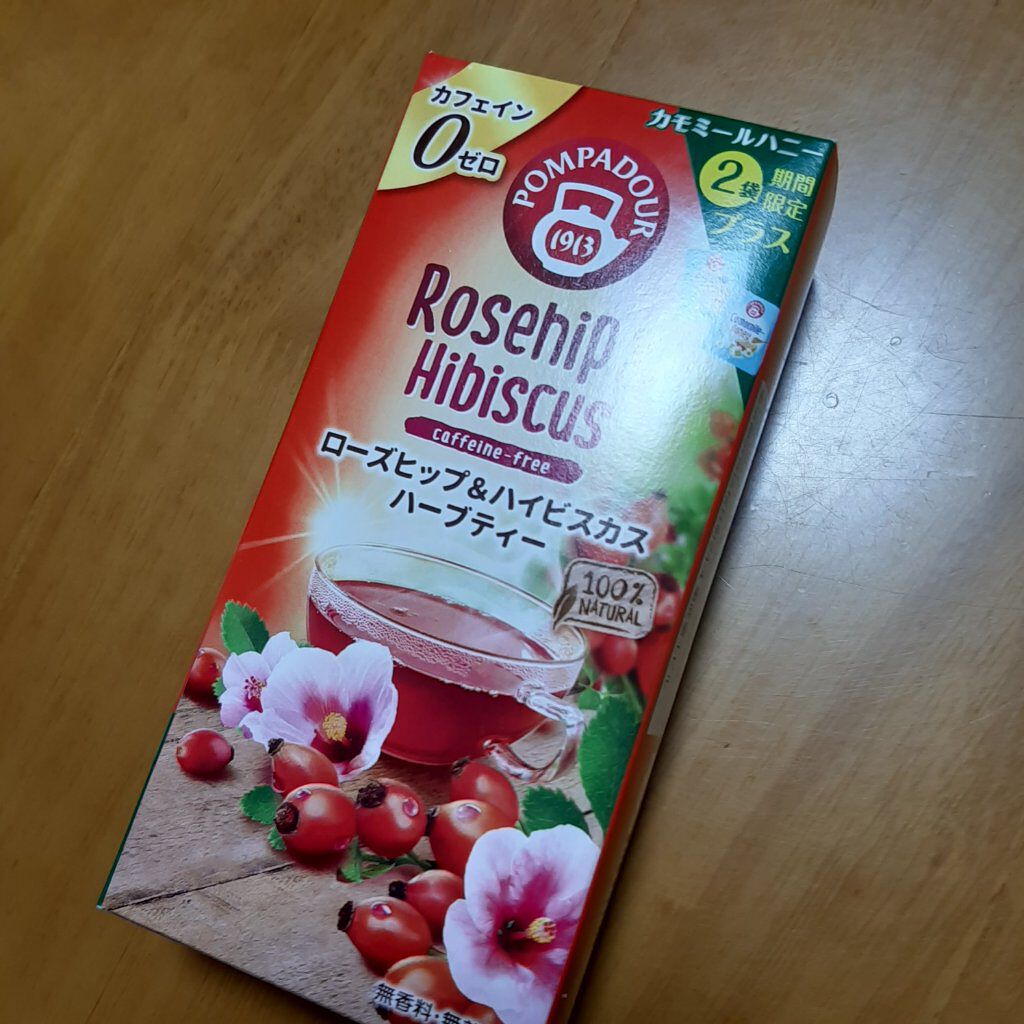 カフェイン
0ゼロ
カモミールハニー
2袋
期間
限定
プラス
POMPADOUR
1913
Rosehip
Hibiscus
caffeine-free
ローズヒップ&ハイビスカス
ハーブティー
100%
NATURAL
無香料・無